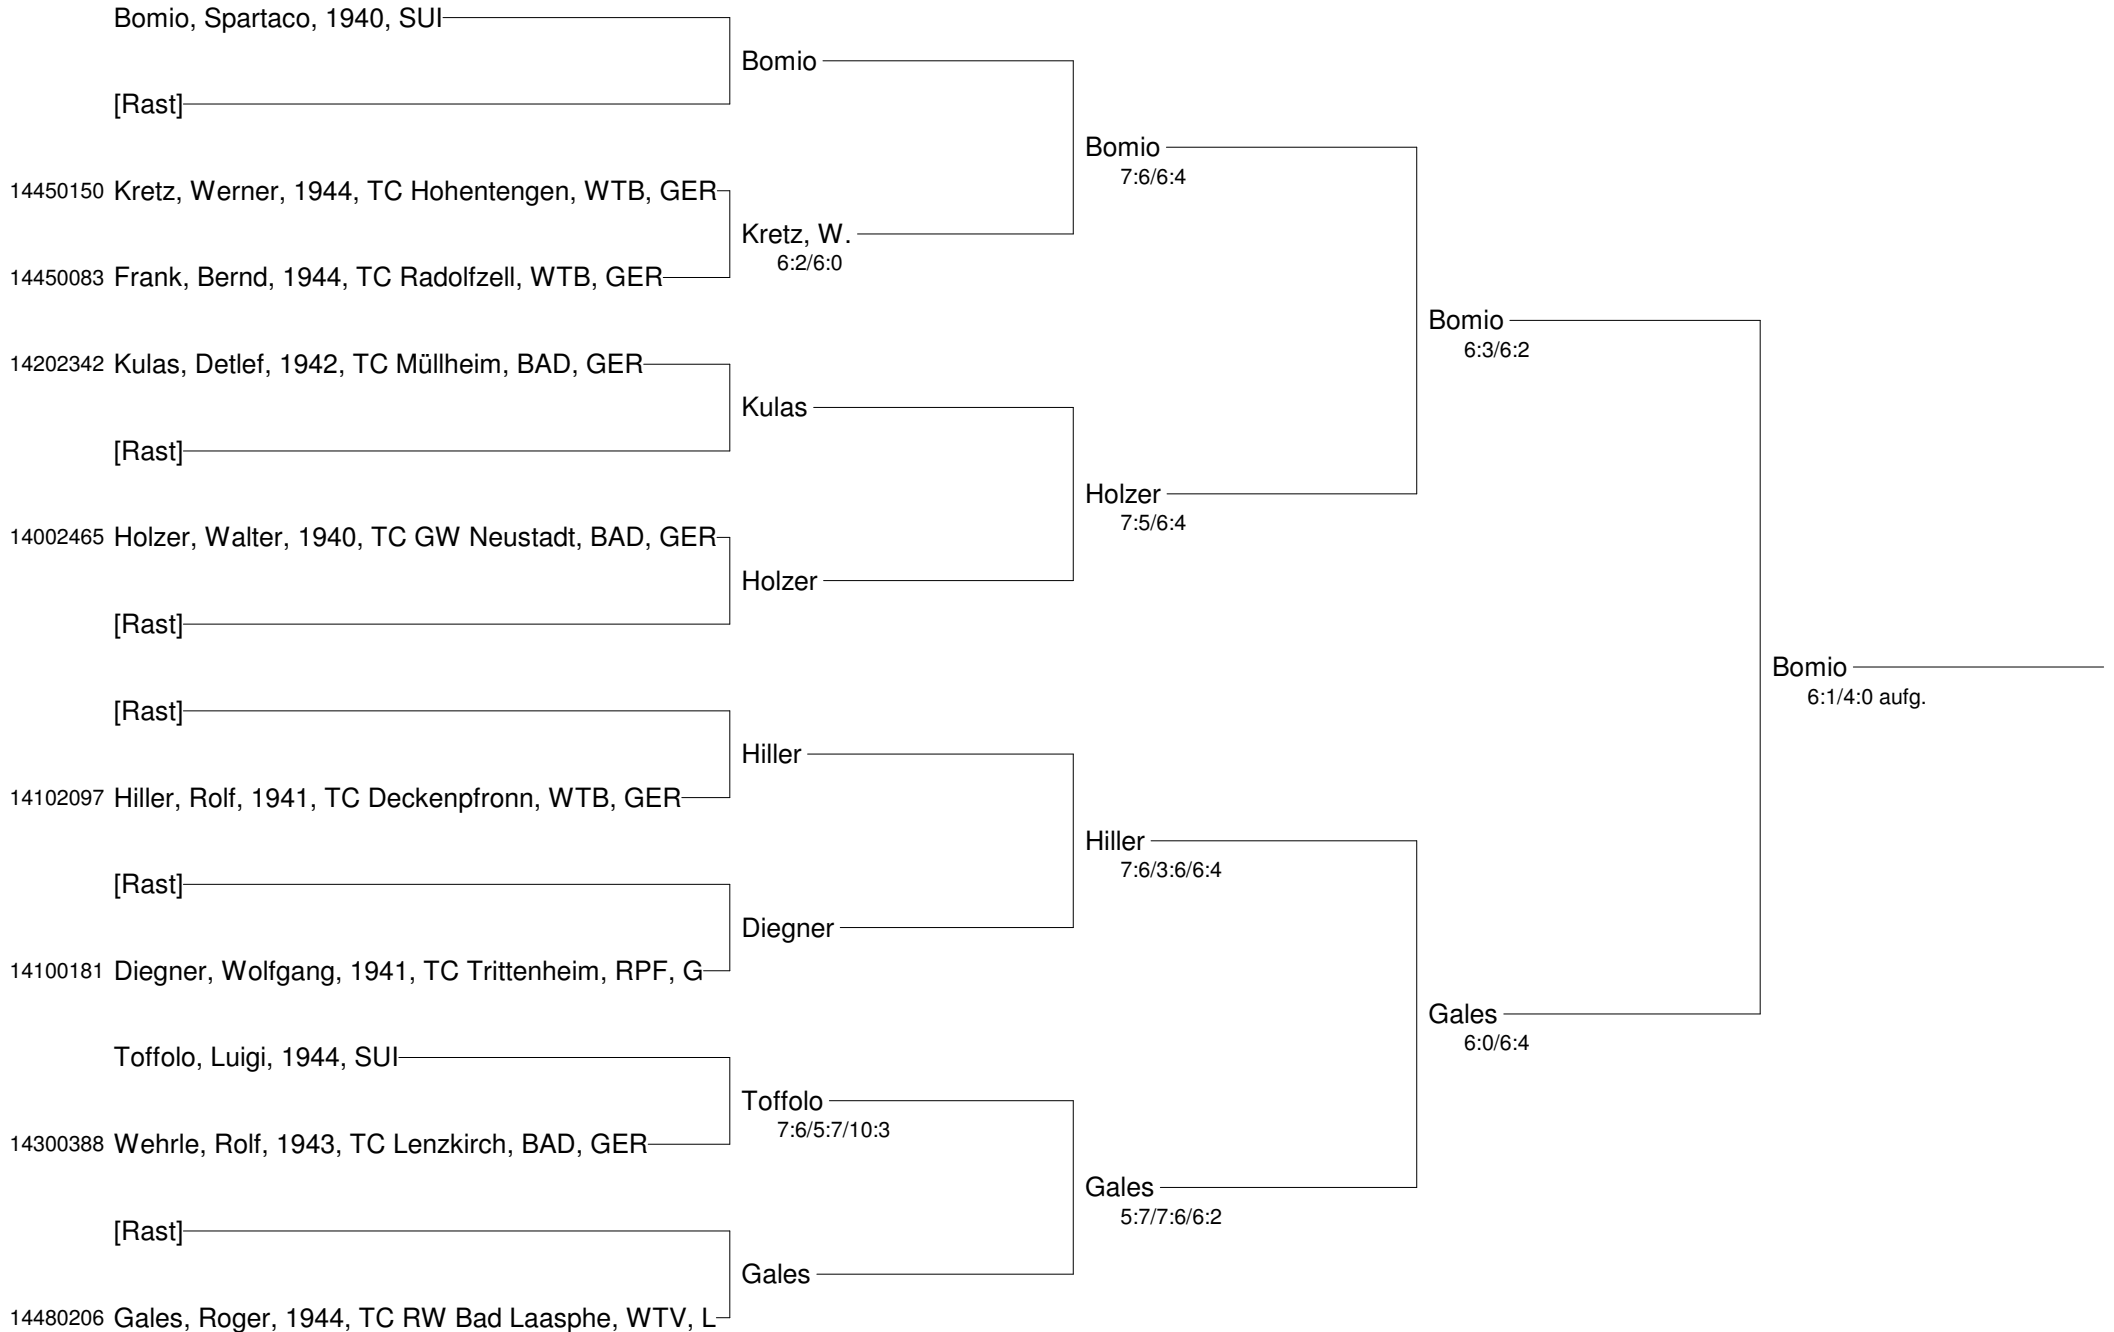 Bomio, Spartaco, 1940, SUI
Bomio
[Rast]
Bomio
7:6/6:4
14450150 Kretz, Werner, 1944, TC Hohentengen, WTB, GER
Kretz, W.
6:2/6:0
14450083 Frank, Bernd, 1944, TC Radolfzell, WTB, GER
Bomio
6:3/6:2
14202342 Kulas, Detlef, 1942, TC Müllheim, BAD, GER
Kulas
[Rast]
Holzer
7:5/6:4
14002465 Holzer, Walter, 1940, TC GW Neustadt, BAD, GER
Holzer
[Rast]
Bomio
6:1/4:0 aufg.
[Rast]
Hiller
14102097 Hiller, Rolf, 1941, TC Deckenpfronn, WTB, GER
Hiller
7:6/3:6/6:4
[Rast]
Diegner
14100181 Diegner, Wolfgang, 1941, TC Trittenheim, RPF, G
Gales
6:0/6:4
Toffolo, Luigi, 1944, SUI
Toffolo
7:6/5:7/10:3
14300388 Wehrle, Rolf, 1943, TC Lenzkirch, BAD, GER
Gales
5:7/7:6/6:2
[Rast]
Gales
14480206 Gales, Roger, 1944, TC RW Bad Laasphe, WTV, L